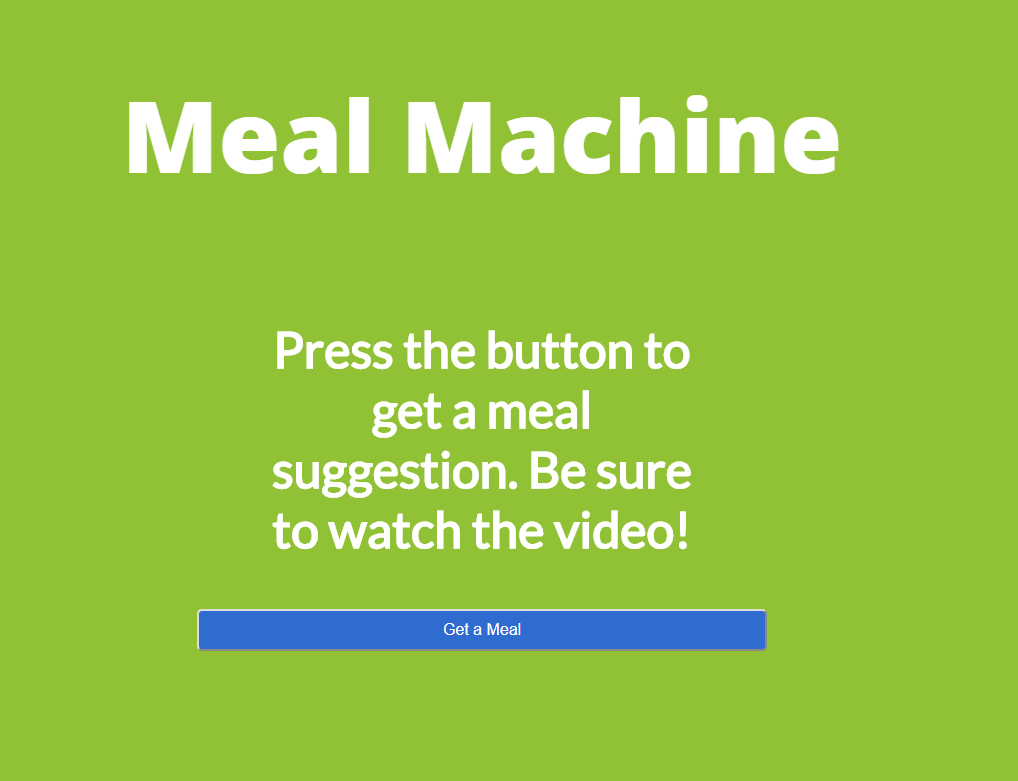 Meal Machine
Press the button to
get a meal
suggestion. Be sure
to watch the video!
Get a Meal